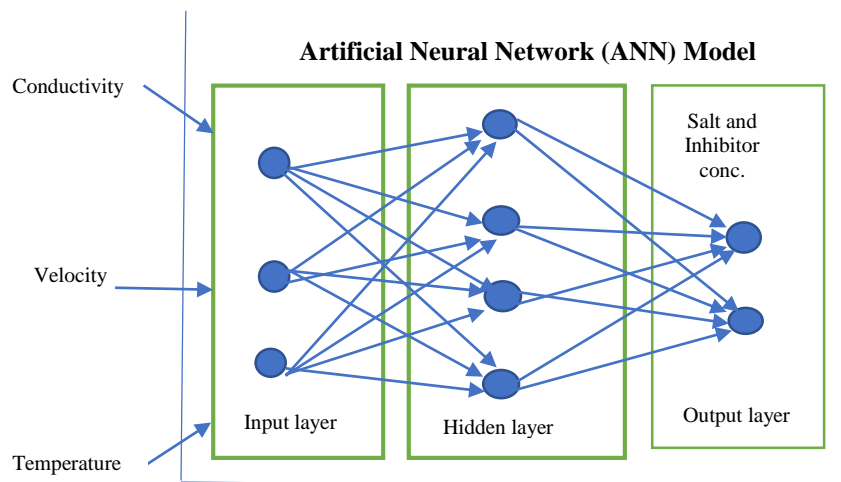 Artificial Neural Network (ANN) Model
Conductivity
Velocity
Temperature
Input layer
Hidden layer
Salt and
Inhibitor
conc.
Output layer